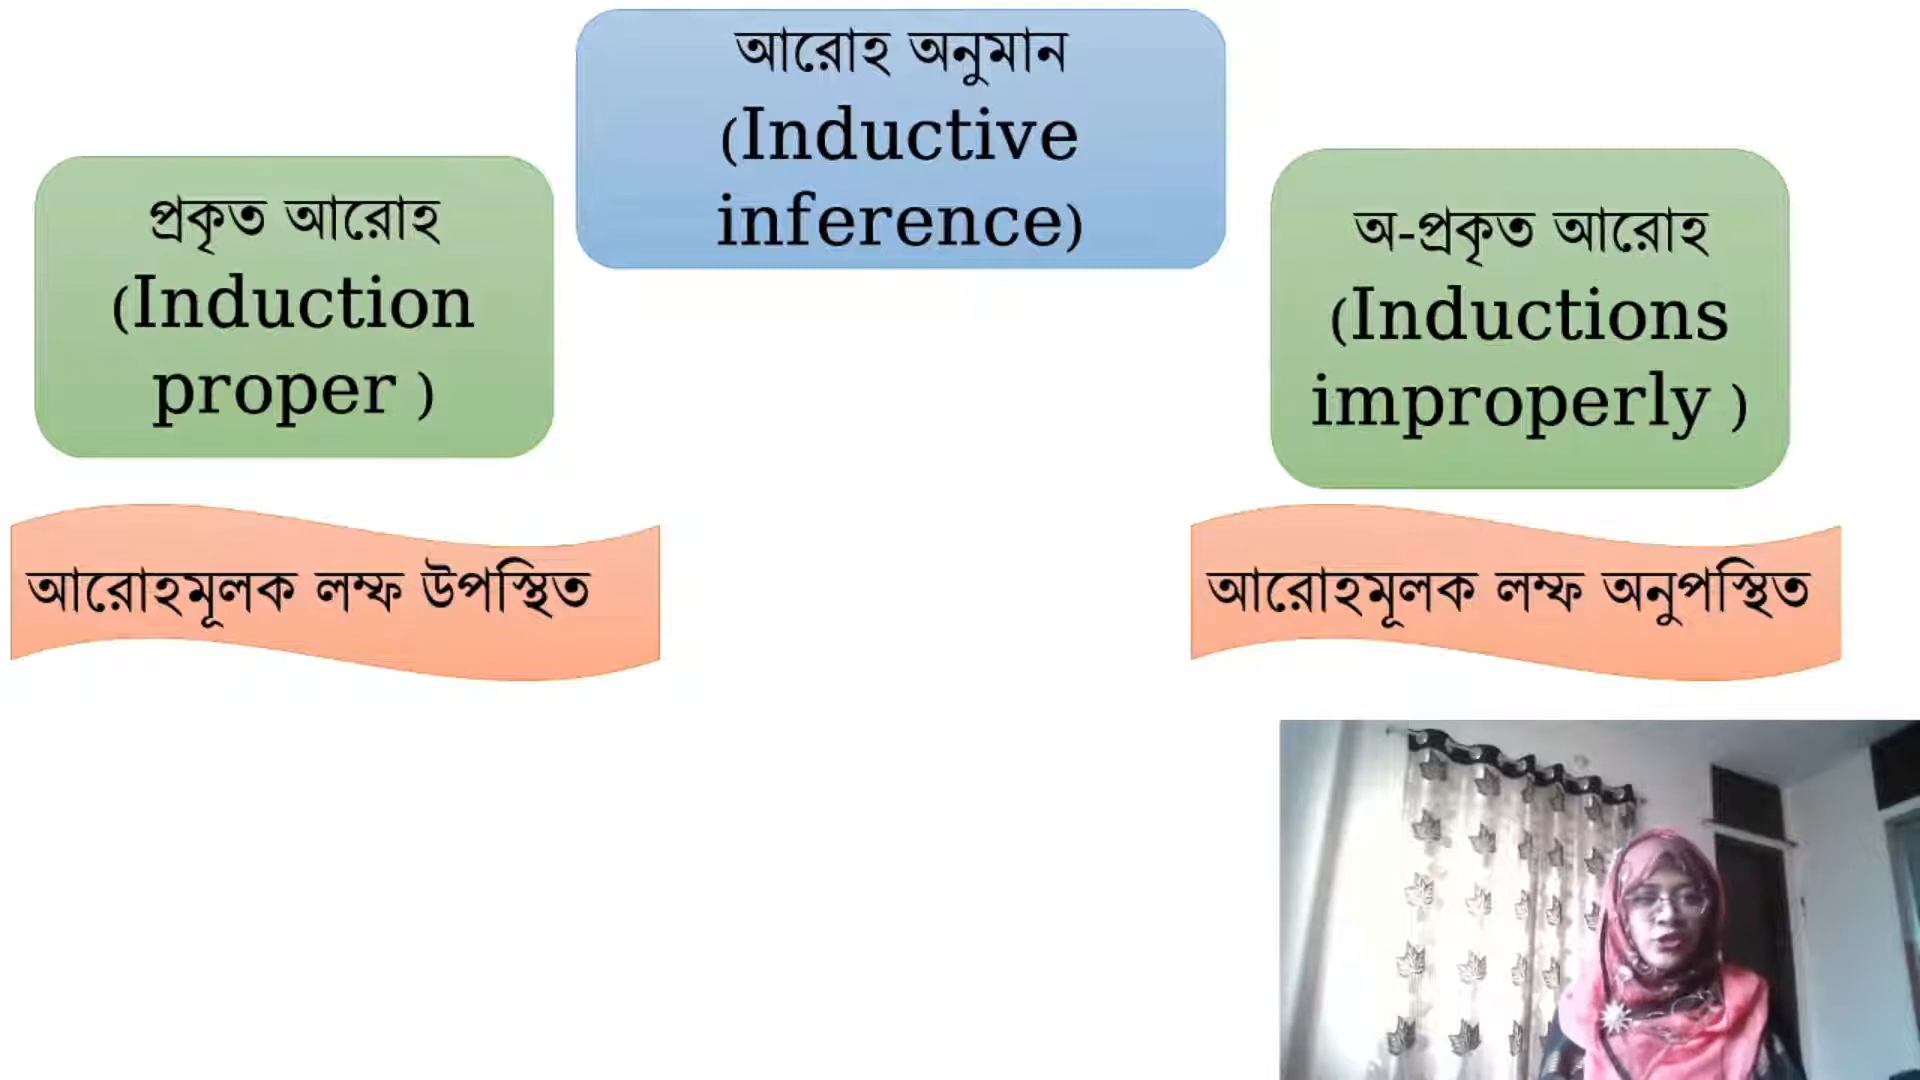 আরোহ অনুমান
(Inductive
inference)
প্রকৃত আরোহ
(Induction
proper )
অ-প্রকৃত আরোহ
(Inductions
improperly )
আরোহমূলক লম্ফ উপস্থিত
আরোহমূলক লম্ফ অনুপস্থিত